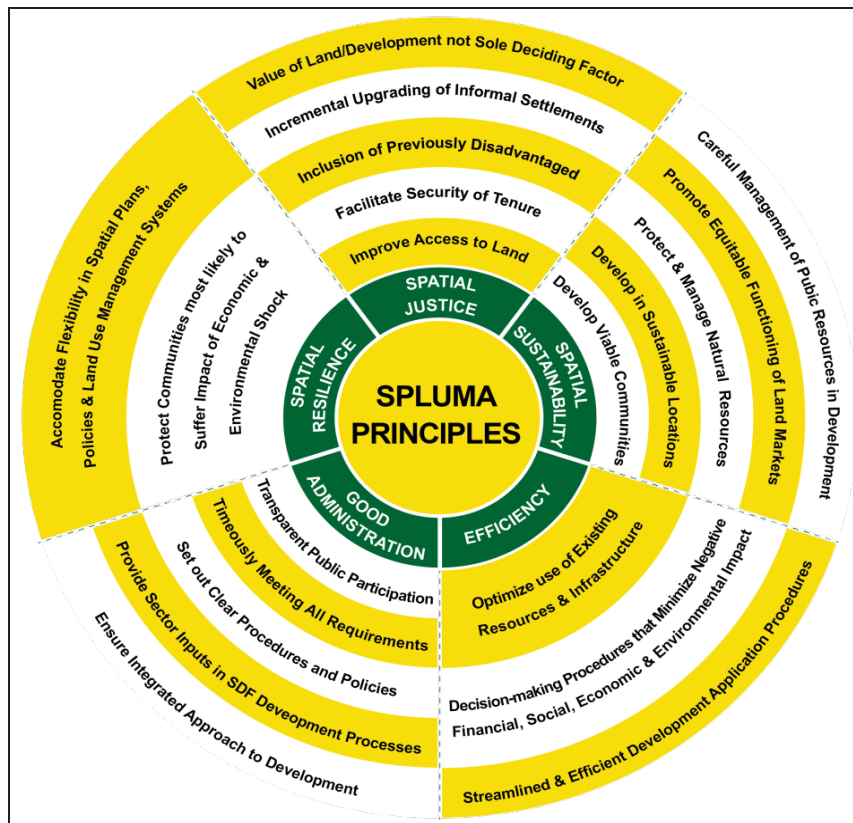 SPLUMA
PRINCIPLES
SPATIAL
JUSTICE
Value of Land/Development not Sole Deciding Factor
Incremental Upgrading of Informal Settlements
Inclusion of Previously Disadvantaged
Facilitate Security of Tenure
Improve Access to Land
SPATIAL
SUSTAINABILITY
Careful Management of Pubic Resources in Development
Promote Equitable Functioning of Land Markets
Protect & Manage Natural Resources
Develop in Sustainable Locations
Develop Viable Communities
EFFICIENCY
Optimize use of Existing
Resources & Infrastructure
Decision-making Procedures that Minimize Negative
Financial, Social, Economic & Environmental Impact
Streamlined & Efficient Development Application Procedures
GOOD
ADMINISTRATION
Transparent Public Participation
Timeously Meeting All Requirements
Set out Clear Procedures and Policies
Provide Sector Inputs in SDF Deveopment Processes
Ensure Integrated Approach to Development
SPATIAL
RESILIENCE
Accomodate Flexibility in Spatial Plans,
Policies & Land Use Management Systems
Protect Communities most likely to
Suffer Impact of Economic &
Environmental Shock